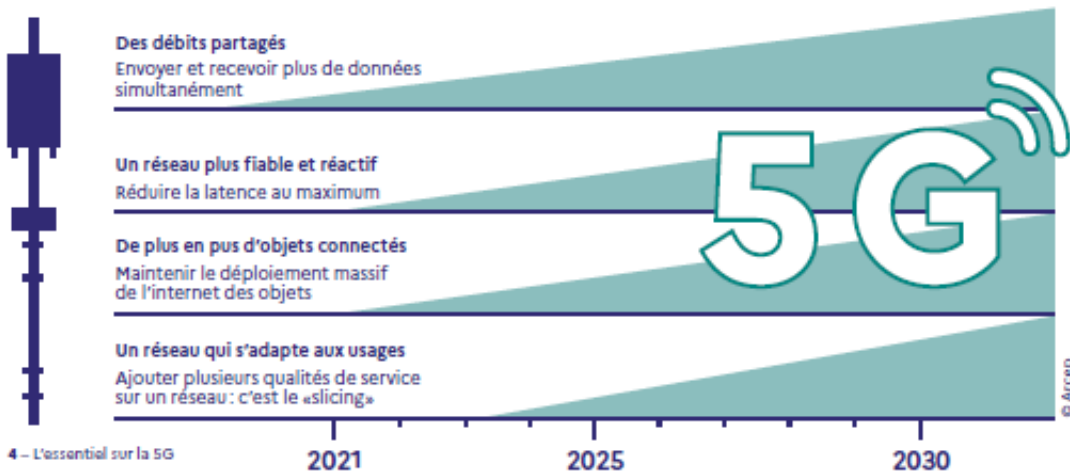 Des débits partagés
Envoyer et recevoir plus de données
simultanément
Un réseau plus fiable et réactif
Réduire la latence au maximum
De plus en pus d'objets connectés
Maintenir le déploiement massif
de l'internet des objets
Un réseau qui s'adapte aux usages
Ajouter plusieurs qualités de service
sur un réseau : c'est le «slicing»
5G
© Arcep
4 – L'essentiel sur la 5G
2021
2025
2030